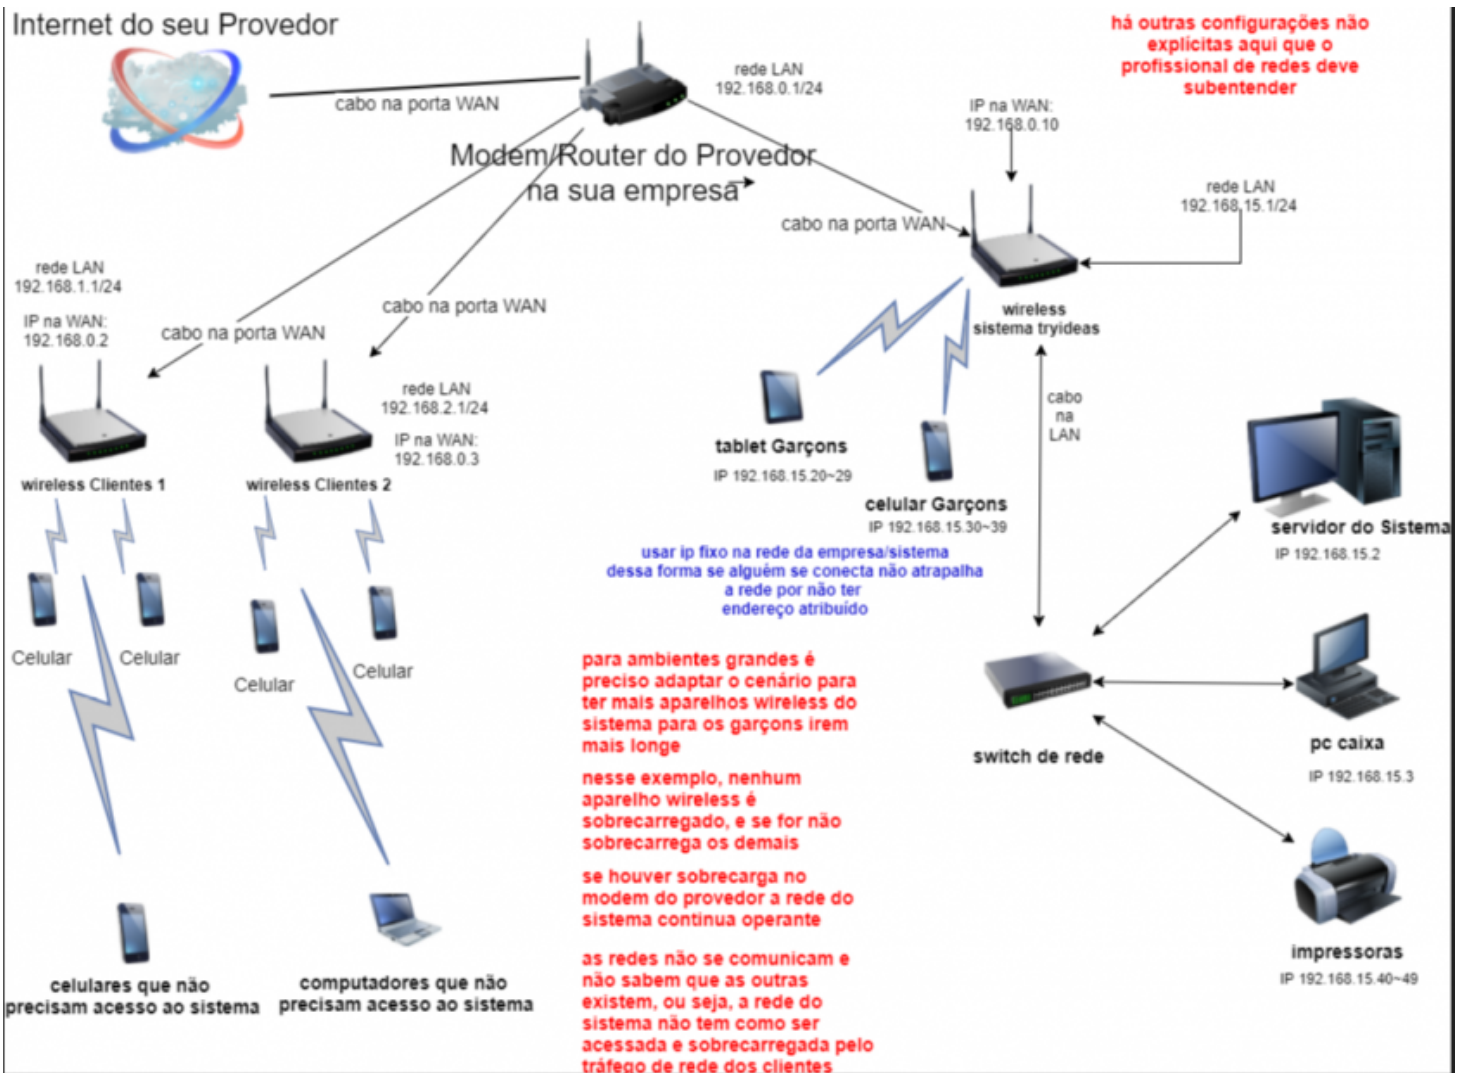 Internet do seu Provedor
cabo na porta WAN
rede LAN
192.168.0.1/24
Modem/Router do Provedor
na sua empresa
há outras configurações não
explícitas aqui que o
profissional de redes deve
subentender
IP na WAN:
192.168.0.10
rede LAN
192.168.15.1/24
cabo na porta WAN
wireless
sistema tryideas
rede LAN
192.168.1.1/24
IP na WAN:
192.168.0.2
cabo na porta WAN
cabo na porta WAN
rede LAN
192.168.2.1/24
IP na WAN:
192.168.0.3
wireless Clientes 1
wireless Clientes 2
cabo
na
LAN
tablet Garçons
IP 192.168.15.20~29
celular Garçons
IP 192.168.15.30~39
servidor do Sistema
IP 192.168.15.2
usar ip fixo na rede da empresa/sistema
dessa forma se alguém se conecta não atrapalha
a rede por não ter
endereço atribuído
Celular
Celular
Celular
Celular
para ambientes grandes é
preciso adaptar o cenário para
ter mais aparelhos wireless do
sistema para os garçons irem
mais longe
nesse exemplo, nenhum
aparelho wireless é
sobrecarregado, e se for não
sobrecarrega os demais
se houver sobrecarga no
modem do provedor a rede do
sistema continua operante
as redes não se comunicam e
não sabem que as outras
existem, ou seja, a rede do
sistema não tem como ser
acessada e sobrecarregada pelo
tráfego de rede dos clientes
switch de rede
pc caixa
IP 192.168.15.3
impressoras
IP 192.168.15.40~49
celulares que não
precisam acesso ao sistema
computadores que não
precisam acesso ao sistema